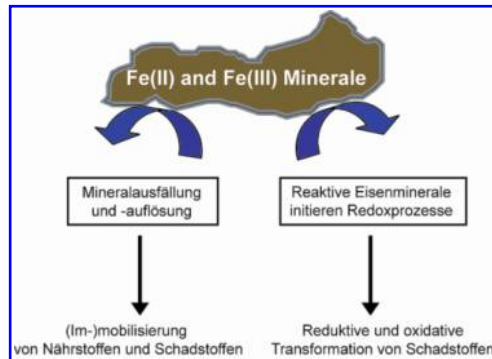 Fe(II) and Fe(III) Minerale
Mineralausfällung
und -auflösung
Reaktive Eisenminerale
initieren Redoxprozesse
(Im-)mobilisierung
von Nährstoffen und Schadstoffen
Reduktive und oxidative
Transformation von Schadstoffen